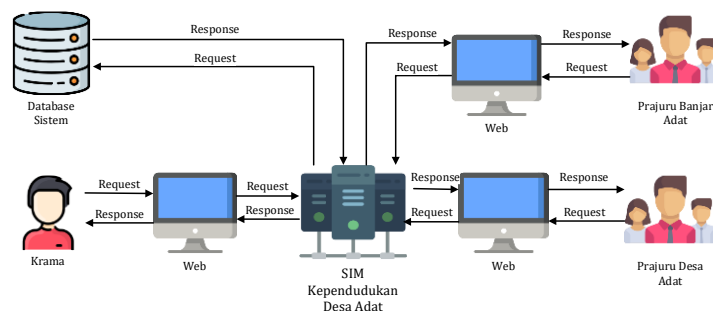 Response
Request
Database
Sistem
Response
Request
Web
Response
Request
Prajuru Banjar
Adat
Request
Response
Krama
Web
Request
Response
SIM
Kependudukan
Desa Adat
Response
Request
Web
Response
Request
Prajuru Desa
Adat